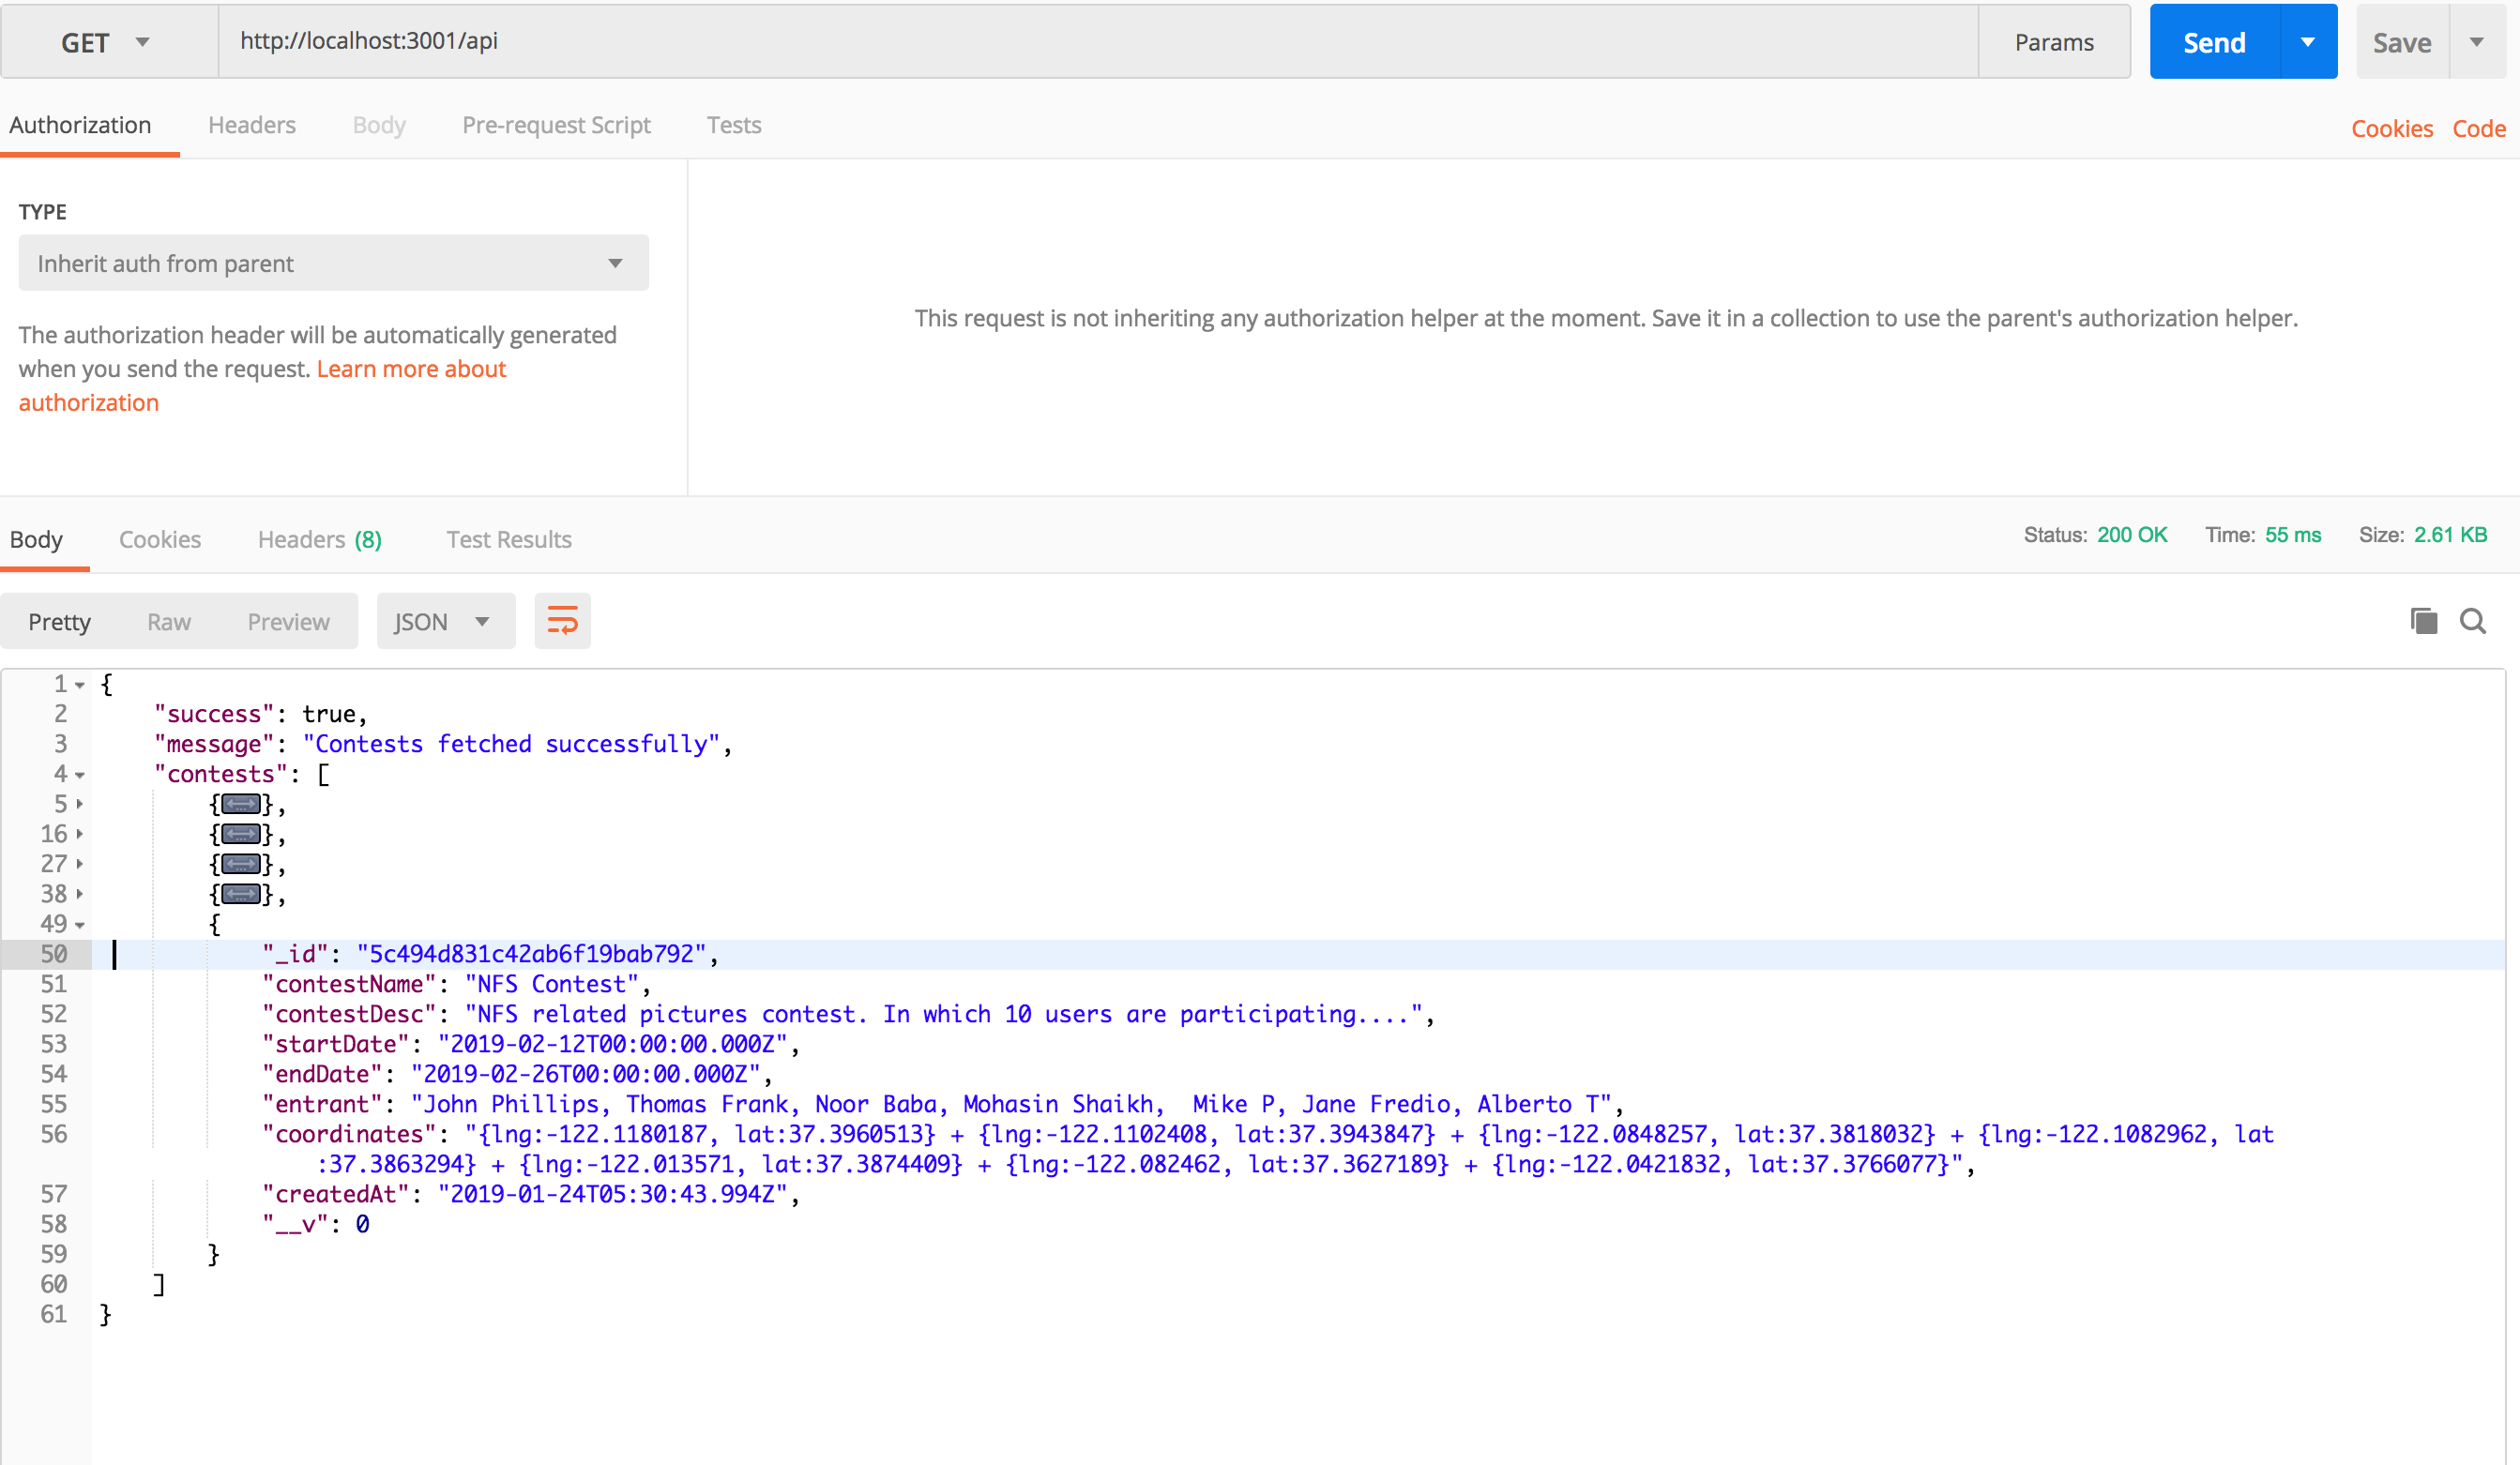 GET http://localhost:3001/api Params Send Save
Authorization Headers Body Pre-request Script Tests Cookies Code
TYPE
Inherit auth from parent
The authorization header will be automatically generated
when you send the request. Learn more about
authorization
This request is not inheriting any authorization helper at the moment. Save it in a collection to use the parent's authorization helper.
Body Cookies Headers (8) Test Results Status: 200 OK Time: 55 ms Size: 2.61 KB
Pretty Raw Preview JSON
1 {
2 "success": true,
3 "message": "Contests fetched successfully",
4 "contests": [
5 {},
16 {},
27 {},
38 {},
49 {
50 "_id": "5c494d831c42ab6f19bab792",
51 "contestName": "NFS Contest",
52 "contestDesc": "NFS related pictures contest. In which 10 users are participating....",
53 "startDate": "2019-02-12T00:00:00.000Z",
54 "endDate": "2019-02-26T00:00:00.000Z",
55 "entrant": "John Phillips, Thomas Frank, Noor Baba, Mohasin Shaikh,  Mike P, Jane Fredio, Alberto T",
56 "coordinates": "{lng:-122.1180187, lat:37.3960513} + {lng:-122.1102408, lat:37.3943847} + {lng:-122.0848257, lat:37.3818032} + {lng:-122.1082962, lat
:37.3863294} + {lng:-122.013571, lat:37.3874409} + {lng:-122.082462, lat:37.3627189} + {lng:-122.0421832, lat:37.3766077}",
57 "createdAt": "2019-01-24T05:30:43.994Z",
58 "__v": 0
59 }
60 ]
61 }